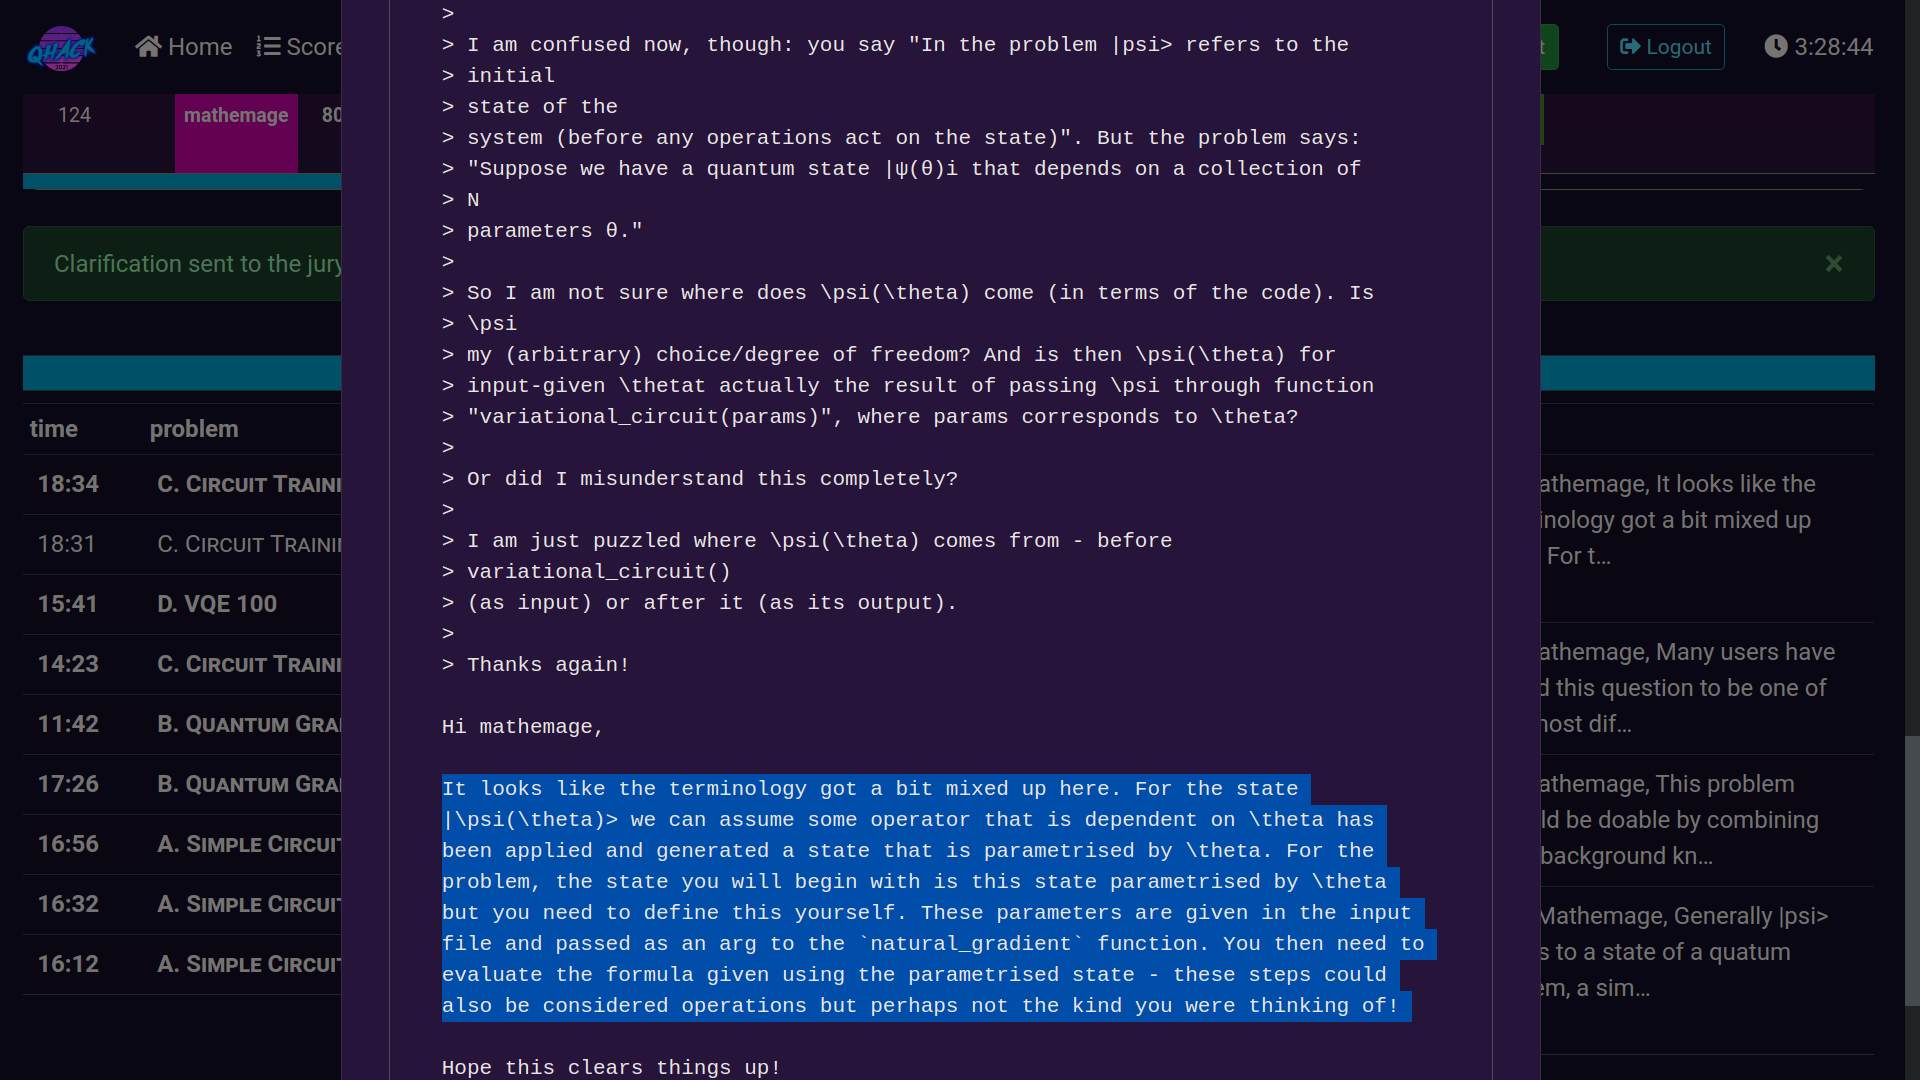 QHACK
2021
Home
Score
t
Logout
3:28:44
124
mathemage
80
Clarification sent to the jury
×
time
problem
18:34
C. CIRCUIT TRAINI
18:31
C. CIRCUIT TRAINI
15:41
D. VQE 100
14:23
C. CIRCUIT TRAINI
11:42
B. QUANTUM GRA
17:26
B. QUANTUM GRA
16:56
A. SIMPLE CIRCUIT
16:32
A. SIMPLE CIRCUIT
16:12
A. SIMPLE CIRCUIT
>
> I am confused now, though: you say "In the problem |psi> refers to the
> initial
> state of the
> system (before any operations act on the state)". But the problem says:
> "Suppose we have a quantum state |ψ(θ)i that depends on a collection of
> N
> parameters θ."
>
> So I am not sure where does \psi(\theta) come (in terms of the code). Is
> \psi
> my (arbitrary) choice/degree of freedom? And is then \psi(\theta) for
> input-given \thetat actually the result of passing \psi through function
> "variational_circuit(params)", where params corresponds to \theta?
>
> Or did I misunderstand this completely?
>
> I am just puzzled where \psi(\theta) comes from - before
> variational_circuit()
> (as input) or after it (as its output).
>
> Thanks again!
Hi mathemage,
It looks like the terminology got a bit mixed up here. For the state
|\psi(\theta)> we can assume some operator that is dependent on \theta has
been applied and generated a state that is parametrised by \theta. For the
problem, the state you will begin with is this state parametrised by \theta
but you need to define this yourself. These parameters are given in the input
file and passed as an arg to the `natural_gradient` function. You then need to
evaluate the formula given using the parametrised state - these steps could
also be considered operations but perhaps not the kind you were thinking of!
Hope this clears things up!
athemage, It looks like the
inology got a bit mixed up
For t…
athemage, Many users have
d this question to be one of
nost dif…
athemage, This problem
ld be doable by combining
background kn…
Mathemage, Generally |psi>
s to a state of a quatum
em, a sim…